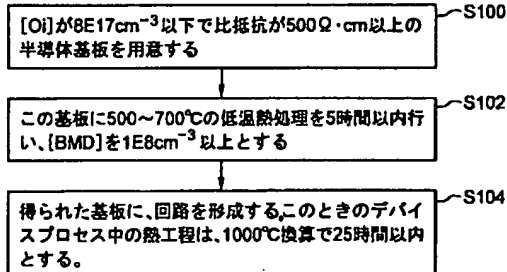 [Oi]が8E17cm⁻³以下で比抵抗が500Ω・cm以上の
半導体基板を用意する
S100
この基板に500~700℃の低温熱処理を5時間以内行
い、{BMD]を1E8cm⁻³以上とする
S102
得られた基板に、回路を形成する。このときのデバイ
スプロセス中の熱工程は、1000℃換算で25時間以内
とする。
S104